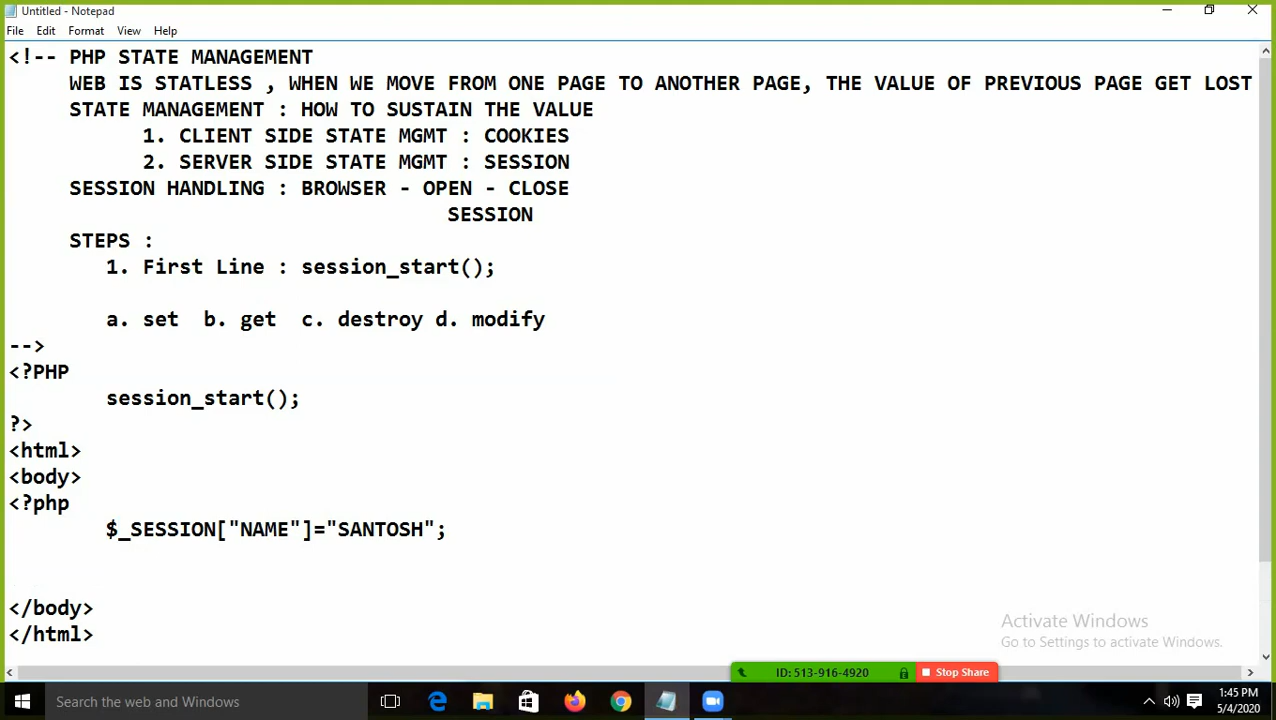 Untitled - Notepad
File Edit Format View Help
<!-- PHP STATE MANAGEMENT
WEB IS STATLESS , WHEN WE MOVE FROM ONE PAGE TO ANOTHER PAGE, THE VALUE OF PREVIOUS PAGE GET LOST
STATE MANAGEMENT : HOW TO SUSTAIN THE VALUE
1. CLIENT SIDE STATE MGMT : COOKIES
2. SERVER SIDE STATE MGMT : SESSION
SESSION HANDLING : BROWSER - OPEN - CLOSE
SESSION
STEPS :
1. First Line : session_start();
a. set b. get c. destroy d. modify
-->
<?PHP
session_start();
?>
<html>
<body>
<?php
$_SESSION["NAME"]="SANTOSH";
</body>
</html>
Activate Windows
Go to Settings to activate Windows.
ID: 513-916-4920 Stop Share
Search the web and Windows
1:45 PM
5/4/2020